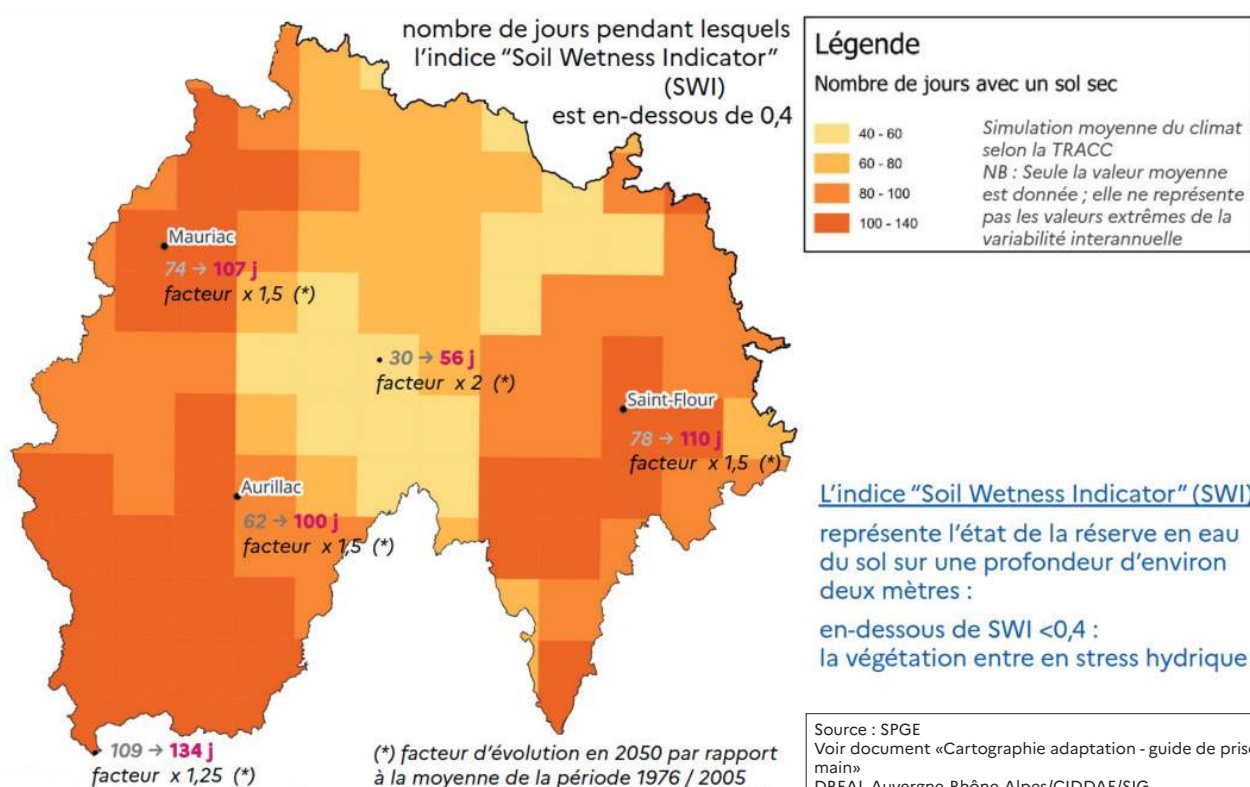 nombre de jours pendant lesquels
l'indice "Soil Wetness Indicator"
(SWI)
est en-dessous de 0,4
Légende
Nombre de jours avec un sol sec
40 - 60
60 - 80
80 - 100
100 - 140
Simulation moyenne du climat
selon la TRACC
NB : Seule la valeur moyenne
est donnée ; elle ne représente
pas les valeurs extrêmes de la
variabilité interannuelle
Mauriac
74 → 107 j
facteur x 1,5 (*)
30 → 56 j
facteur x 2 (*)
Saint-Flour
78 → 110 j
facteur x 1,5 (*)
Aurillac
62 → 100 j
facteur x 1,5 (*)
109 → 134 j
facteur x 1,25 (*)
(*) facteur d'évolution en 2050 par rapport
à la moyenne de la période 1976 / 2005
L'indice "Soil Wetness Indicator" (SWI)
représente l'état de la réserve en eau
du sol sur une profondeur d'environ
deux mètres :
en-dessous de SWI <0,4 :
la végétation entre en stress hydrique
Source : SPGE
Voir document «Cartographie adaptation - guide de prise
main»
DREAL Auvergne-Rhône-Alpes/CIDDAE/SIG